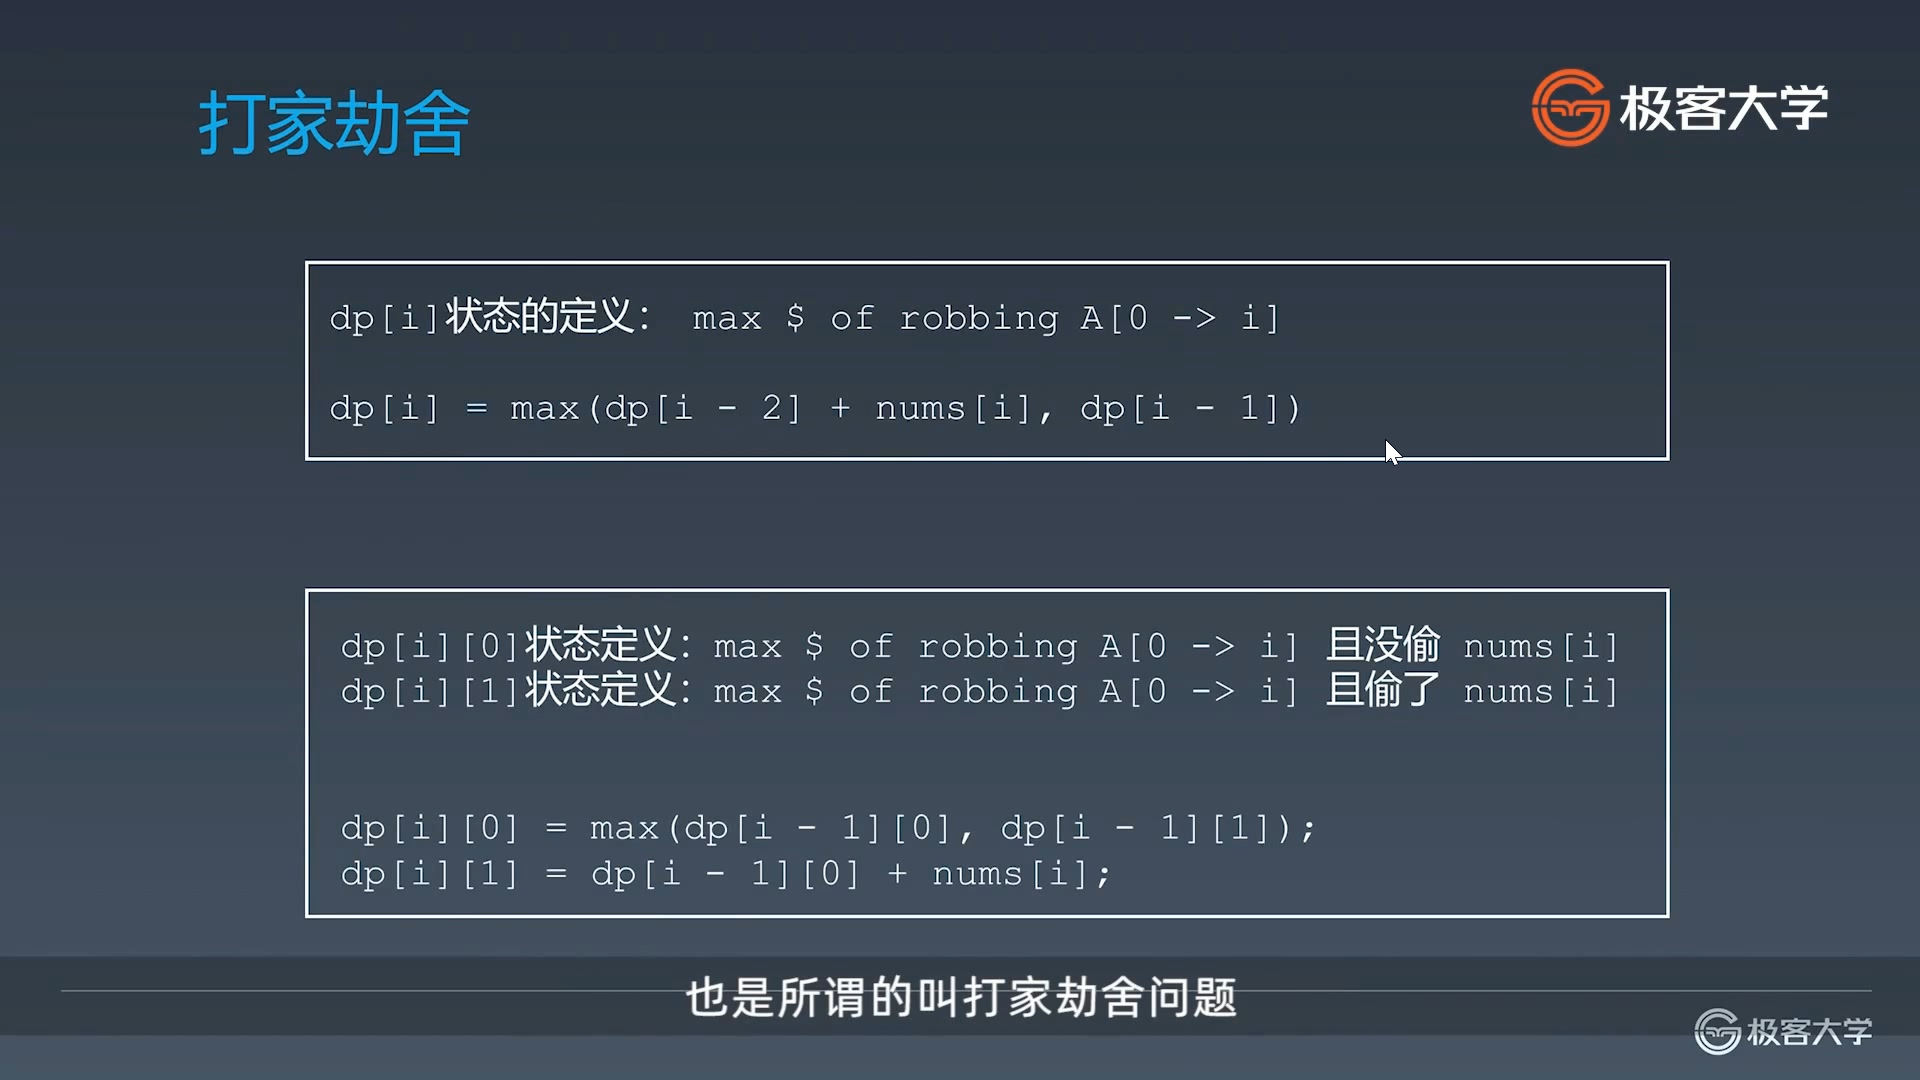 打家劫舍
极客大学
dp[i]状态的定义: max $ of robbing A[0 -> i]
dp[i] = max(dp[i - 2] + nums[i], dp[i - 1])
dp[i][0]状态定义: max $ of robbing A[0 -> i] 且没偷 nums[i]
dp[i][1]状态定义: max $ of robbing A[0 -> i] 且偷了 nums[i]
dp[i][0] = max(dp[i - 1][0], dp[i - 1][1]);
dp[i][1] = dp[i - 1][0] + nums[i];
也是所谓的叫打家劫舍问题
极客大学